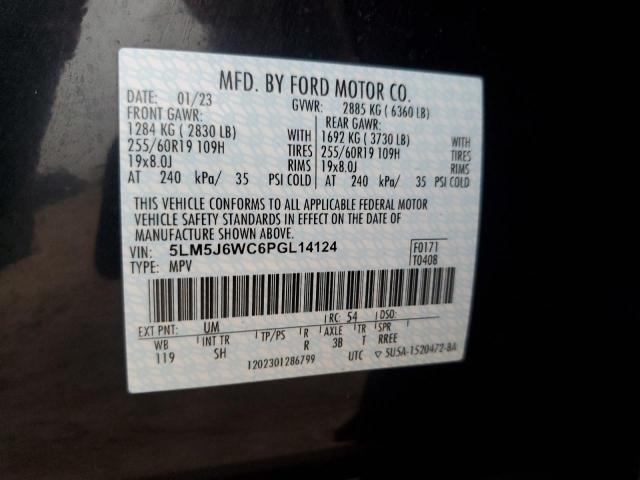 MFD. BY FORD MOTOR CO.
DATE: 01/23 GVWR: 2885 KG ( 6360 LB)
FRONT GAWR: REAR GAWR:
1284 KG ( 2830 LB) WITH 1692 KG ( 3730 LB) WITH
255/60R19 109H TIRES 255/60R19 109H TIRES
19x8.0J RIMS 19x8.0J RIMS
AT 240 kPa/ 35 PSI COLD AT 240 kPa/ 35 PSI COLD
THIS VEHICLE CONFORMS TO ALL APPLICABLE FEDERAL MOTOR
VEHICLE SAFETY STANDARDS IN EFFECT ON THE DATE OF
MANUFACTURE SHOWN ABOVE.
VIN: 5LM5J6WC6PGL14124 F0171
TYPE: MPV T0408
EXT PNT: UM RC: 54 DSO:
WB INT TR TP/PS R AXLE TR SPR
119 SH R 3B T RREE
1202301286799 UTC ▽ 5U5A-1520472-BA